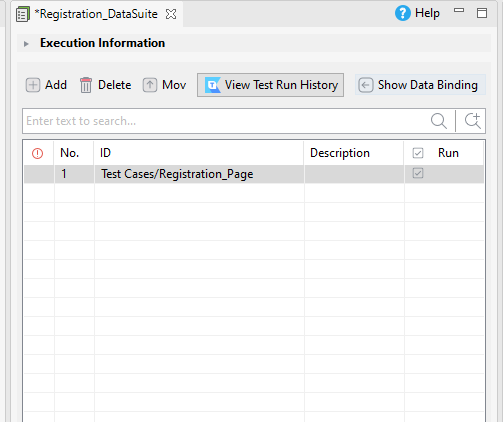 *Registration_DataSuite
Help
Execution Information
Add Delete Mov View Test Run History Show Data Binding
Enter text to search...
No. ID Description Run
1 Test Cases/Registration_Page